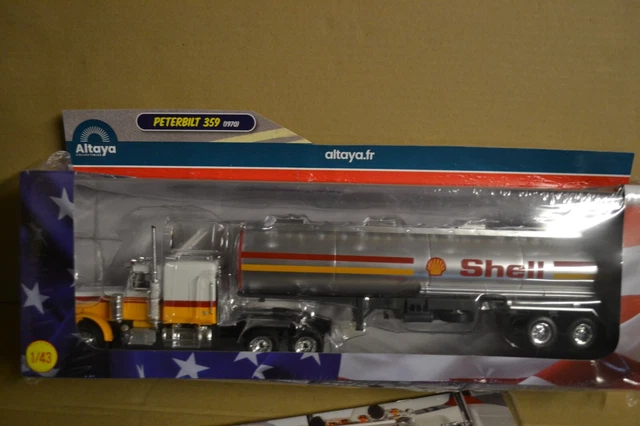 PETERBILT 359 (1970)
Altaya
altaya.fr
Shell
1/43